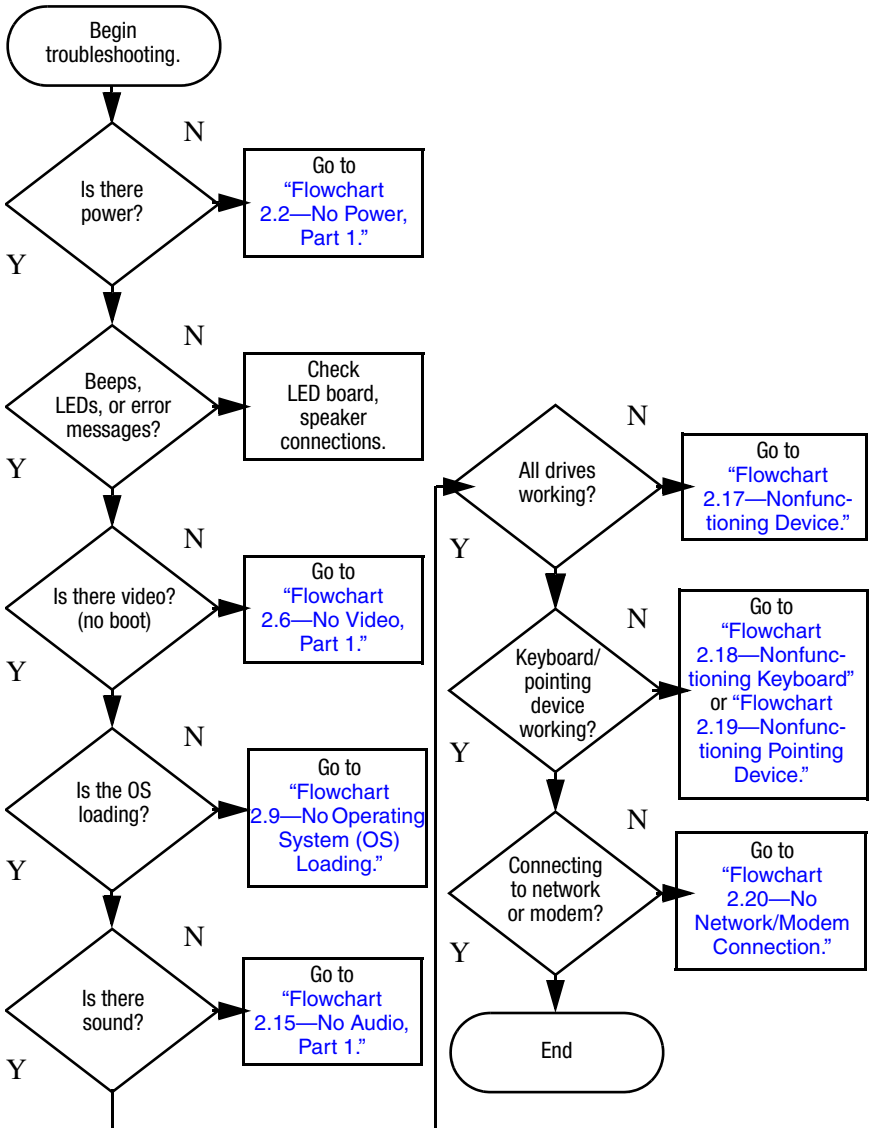 Begin
troubleshooting.
N
Is there
power?
Go to
“Flowchart
2.2—No Power,
Part 1.”
Y
N
Beeps,
LEDs, or error
messages?
Check
LED board,
speaker
connections.
Y
N
Is there video?
(no boot)
Go to
“Flowchart
2.6—No Video,
Part 1.”
Y
N
Is the OS
loading?
Go to
“Flowchart
2.9—No Operating
System (OS)
Loading.”
Y
N
Is there
sound?
Go to
“Flowchart
2.15—No Audio,
Part 1.”
Y
N
All drives
working?
Go to
“Flowchart
2.17—Nonfunc-
tioning Device.”
Y
N
Keyboard/
pointing
device
working?
Go to
“Flowchart
2.18—Nonfunc-
tioning Keyboard”
or “Flowchart
2.19—Nonfunc-
tioning Pointing
Device.”
Y
N
Connecting
to network
or modem?
Go to
“Flowchart
2.20—No
Network/Modem
Connection.”
Y
End